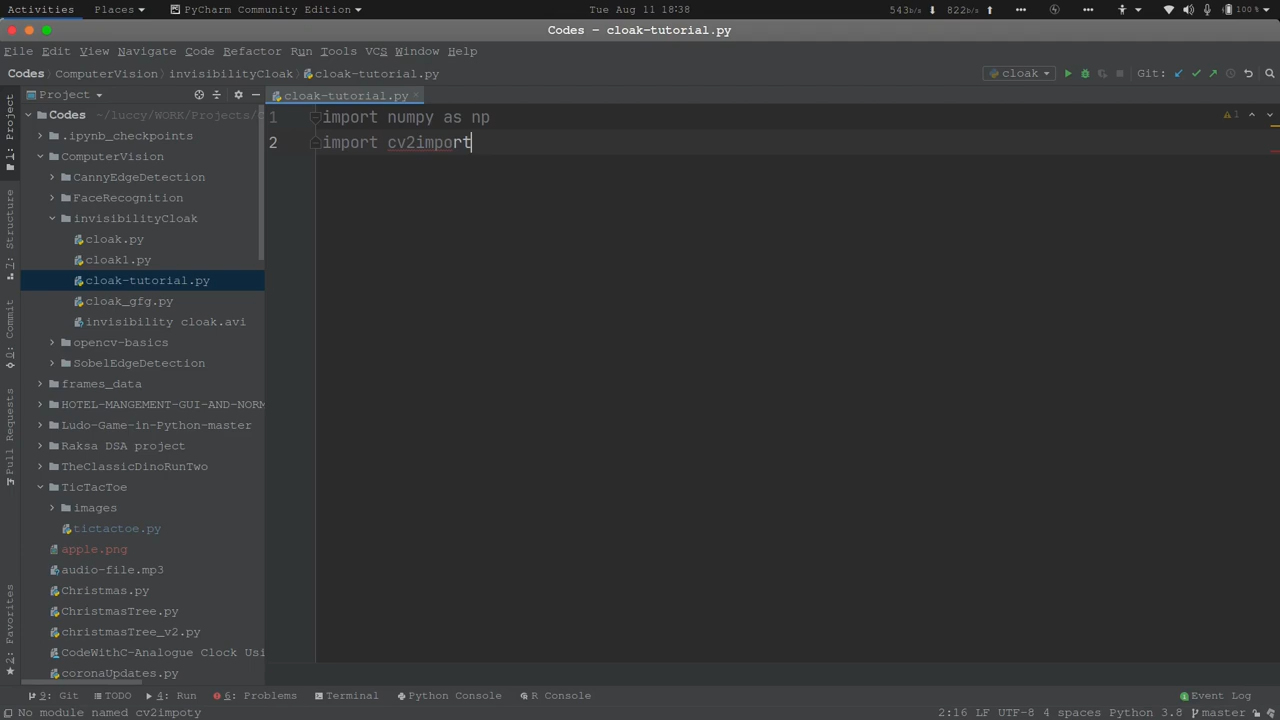 Activities Places PyCharm Community Edition Tue Aug 11 18:38 543b/s 822b/s 100 %
Codes – cloak-tutorial.py
File Edit View Navigate Code Refactor Run Tools VCS Window Help
Codes ComputerVision invisibilityCloak cloak-tutorial.py cloak Git:
1: Project
7: Structure
0: Commit
Pull Requests
2: Favorites
Project
Codes ~/luccy/WORK/Projects/C
.ipynb_checkpoints
ComputerVision
CannyEdgeDetection
FaceRecognition
invisibilityCloak
cloak.py
cloak1.py
cloak-tutorial.py
cloak_gfg.py
invisibility cloak.avi
opencv-basics
SobelEdgeDetection
frames_data
HOTEL-MANGEMENT-GUI-AND-NORM
Ludo-Game-in-Python-master
Raksa DSA project
TheClassicDinoRunTwo
TicTacToe
images
tictactoe.py
apple.png
audio-file.mp3
Christmas.py
ChristmasTree.py
christmasTree_v2.py
CodeWithC-Analogue Clock Usi
coronaUpdates.py
cloak-tutorial.py
1 import numpy as np
2 import cv2import
1
9: Git TODO 4: Run 6: Problems Terminal Python Console R Console Event Log
No module named cv2impoty 2:16 LF UTF-8 4 spaces Python 3.8 master